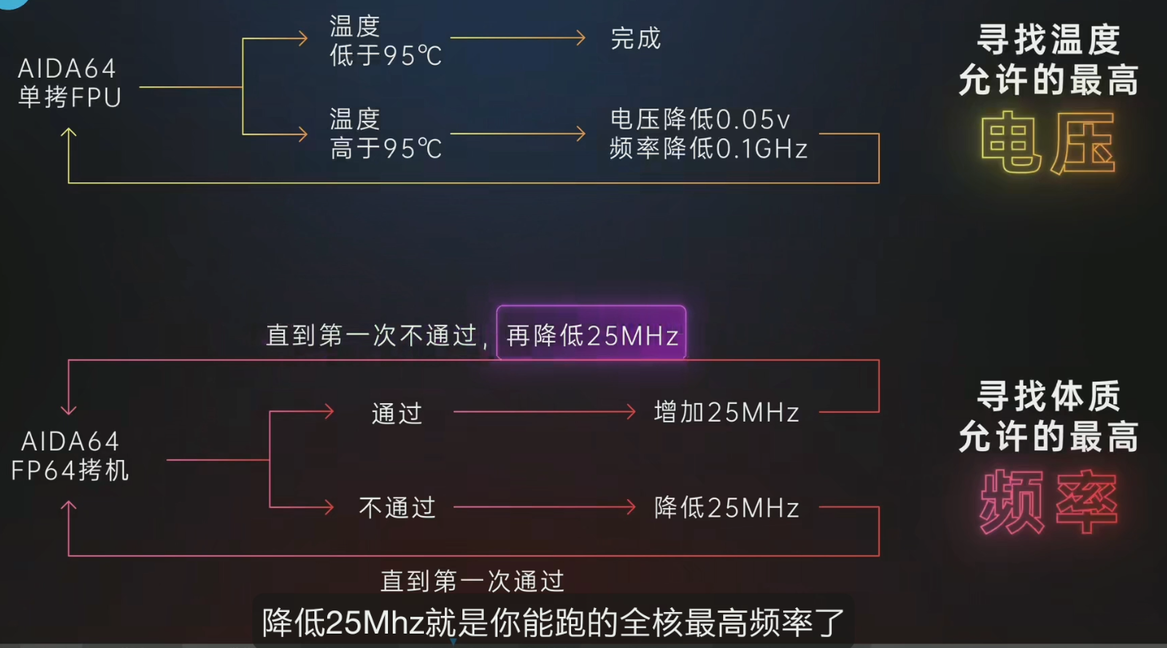 AIDA64
单拷FPU
温度
低于95℃
完成
温度
高于95℃
电压降低0.05v
频率降低0.1GHz
寻找温度
允许的最高
电压
直到第一次不通过,再降低25MHz
AIDA64
FP64拷机
通过
增加25MHz
不通过
降低25MHz
直到第一次通过
寻找体质
允许的最高
频率
降低25Mhz就是你能跑的全核最高频率了